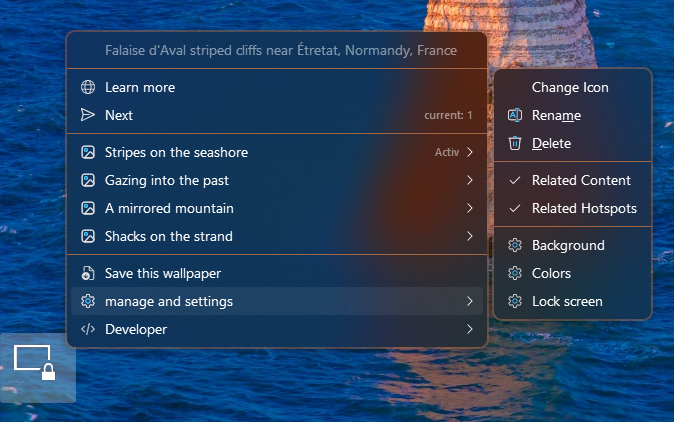 Falaise d'Aval striped cliffs near Étretat, Normandy, France
Learn more
Next current: 1
Stripes on the seashore Activ
Gazing into the past
A mirrored mountain
Shacks on the strand
Save this wallpaper
manage and settings
Developer
Change Icon
Rename
Delete
Related Content
Related Hotspots
Background
Colors
Lock screen